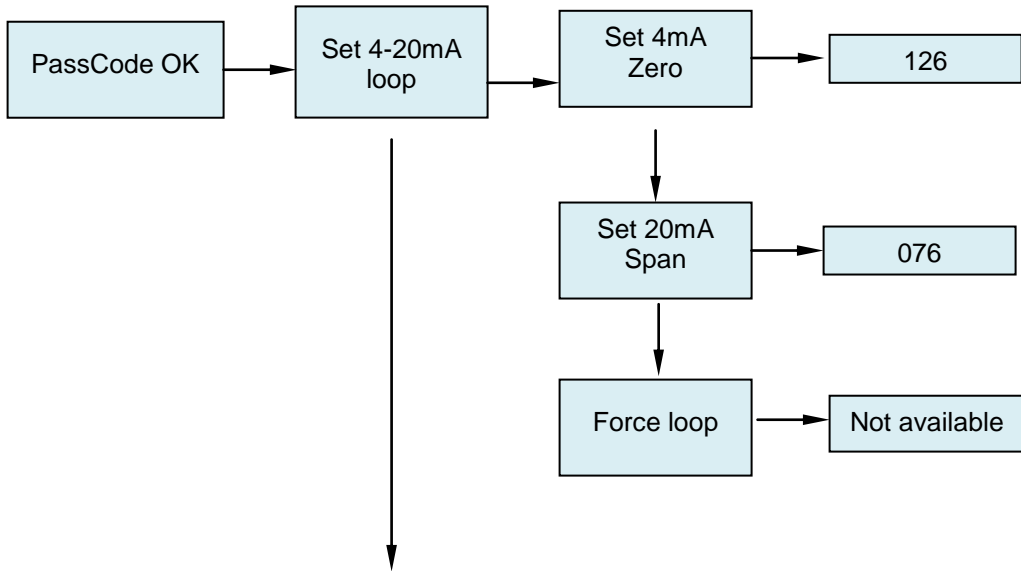 PassCode OK
Set 4-20mA
loop
Set 4mA
Zero
126
Set 20mA
Span
076
Force loop
Not available